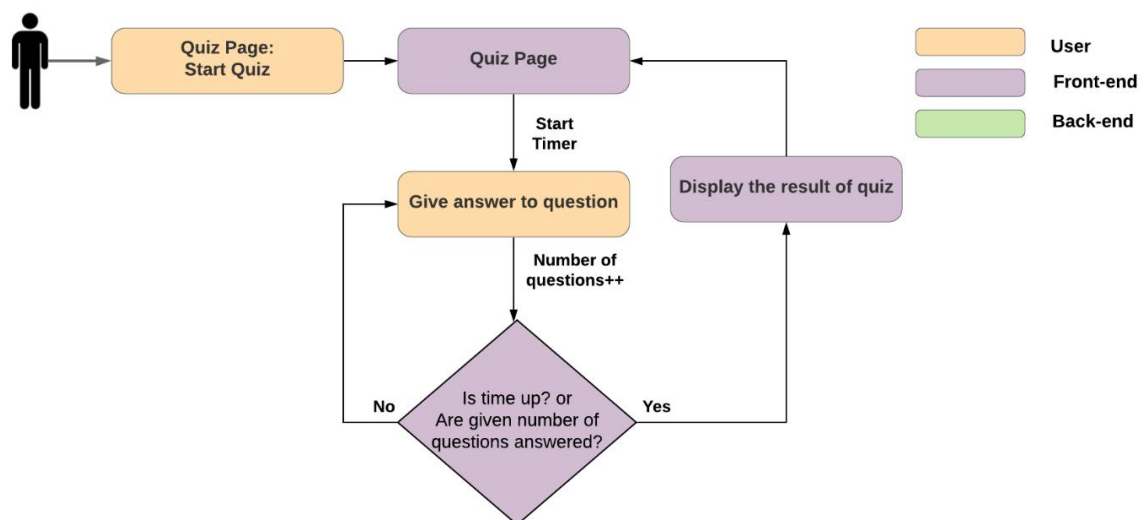 Quiz Page:
Start Quiz
Quiz Page
User
Front-end
Back-end
Start
Timer
Give answer to question
Display the result of quiz
Number of
questions++
No
Is time up? or
Are given number of
questions answered?
Yes